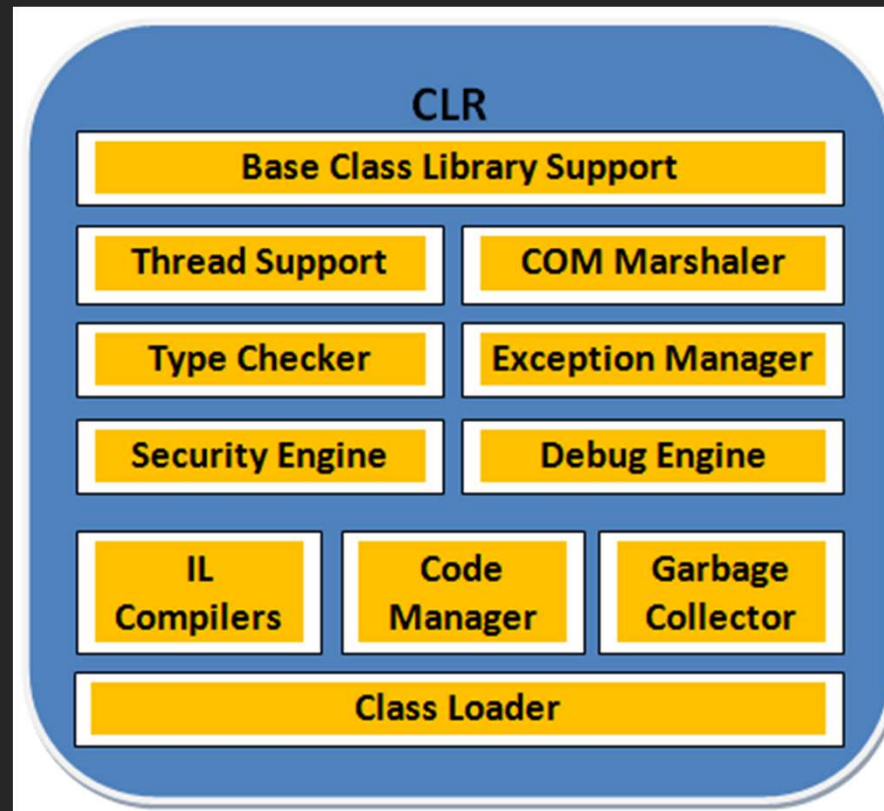 CLR
Base Class Library Support
Thread Support
COM Marshaler
Type Checker
Exception Manager
Security Engine
Debug Engine
IL
Compilers
Code
Manager
Garbage
Collector
Class Loader